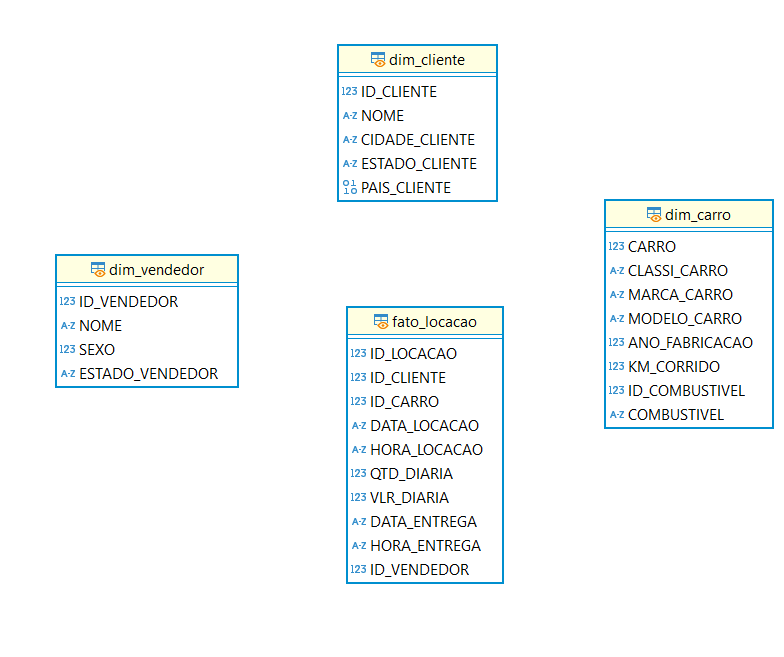 dim_cliente
123 ID_CLIENTE
A-Z NOME
A-Z CIDADE_CLIENTE
A-Z ESTADO_CLIENTE
01 10 PAIS_CLIENTE
dim_carro
123 CARRO
A-Z CLASSI_CARRO
A-Z MARCA_CARRO
A-Z MODELO_CARRO
123 ANO_FABRICACAO
123 KM_CORRIDO
123 ID_COMBUSTIVEL
A-Z COMBUSTIVEL
dim_vendedor
123 ID_VENDEDOR
A-Z NOME
123 SEXO
A-Z ESTADO_VENDEDOR
fato_locacao
123 ID_LOCACAO
123 ID_CLIENTE
123 ID_CARRO
A-Z DATA_LOCACAO
A-Z HORA_LOCACAO
123 QTD_DIARIA
123 VLR_DIARIA
A-Z DATA_ENTREGA
A-Z HORA_ENTREGA
123 ID_VENDEDOR